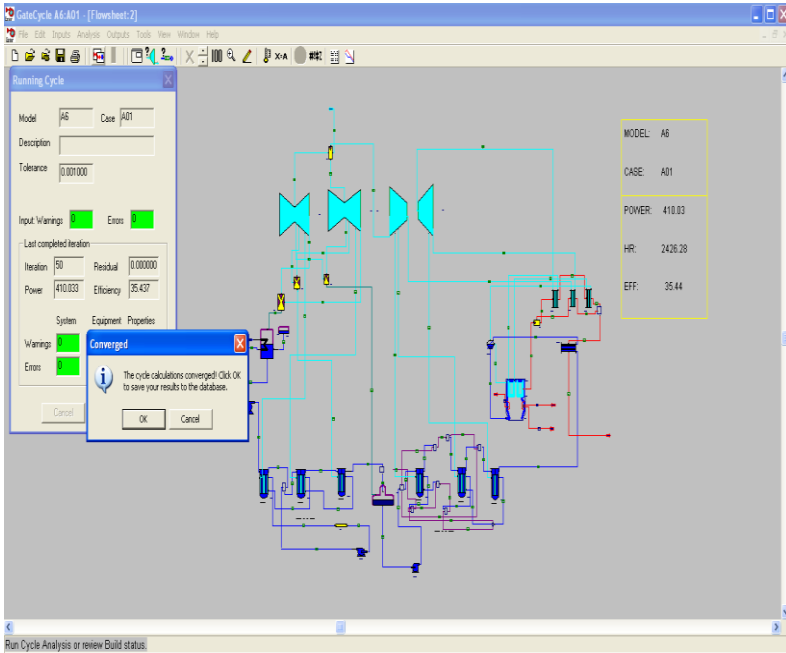 GateCycle A6:A01 - [Flowsheet:2]
File Edit Inputs Analysis Outputs Tools View Window Help
X:A
Running Cycle
Model A6 Case A01
Description
Tolerance 0.001000
Input: Warnings 0 Errors 0
Last completed iteration
Iteration 50 Residual 0.000000
Power 410.033 Efficiency 35.437
System Equipment Properties
Warnings 0
Errors 0
Cancel
Converged
The cycle calculations converged! Click OK
to save your results to the database.
OK Cancel
MODEL: A6
CASE: A01
POWER: 410.03
HR: 2426.28
EFF: 35.44
Run Cycle Analysis or review Build status.